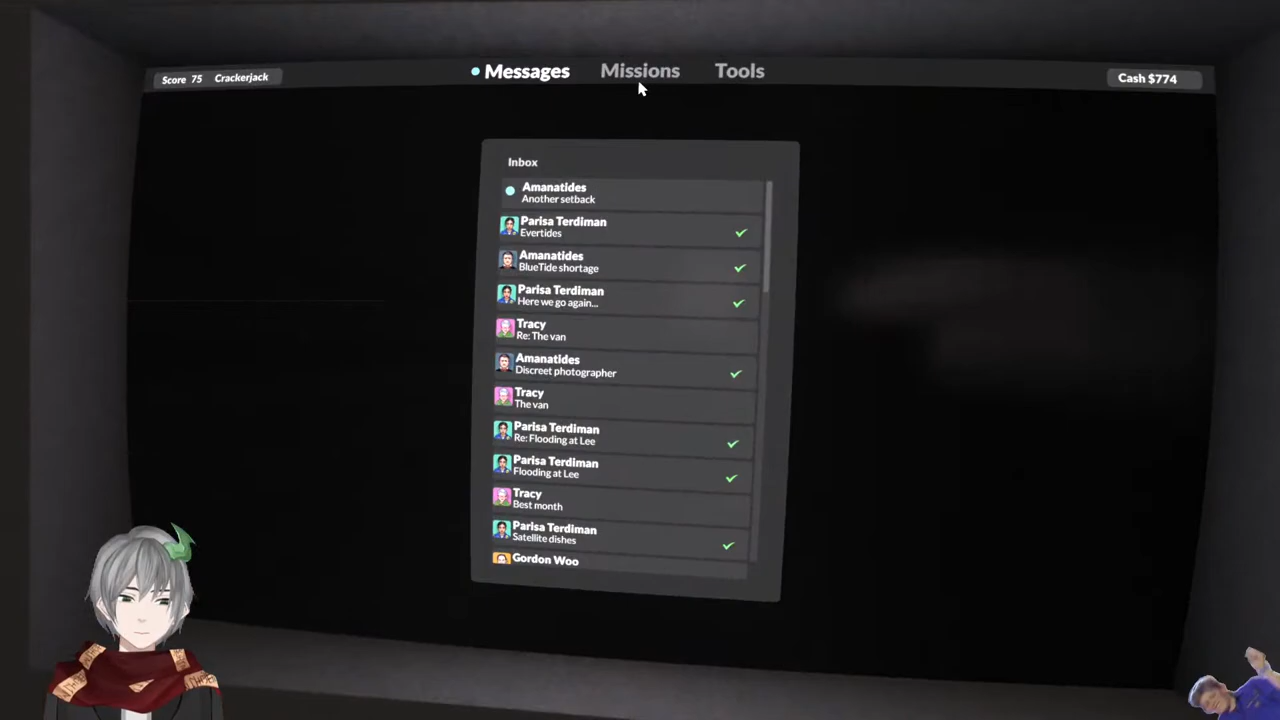 Score 75 Crackerjack
Messages Missions Tools
Cash $774
Inbox
Amanatides
Another setback
Parisa Terdiman
Evertides
Amanatides
BlueTide shortage
Parisa Terdiman
Here we go again...
Tracy
Re: The van
Amanatides
Discreet photographer
Tracy
The van
Parisa Terdiman
Re: Flooding at Lee
Parisa Terdiman
Flooding at Lee
Tracy
Best month
Parisa Terdiman
Satellite dishes
Gordon Woo